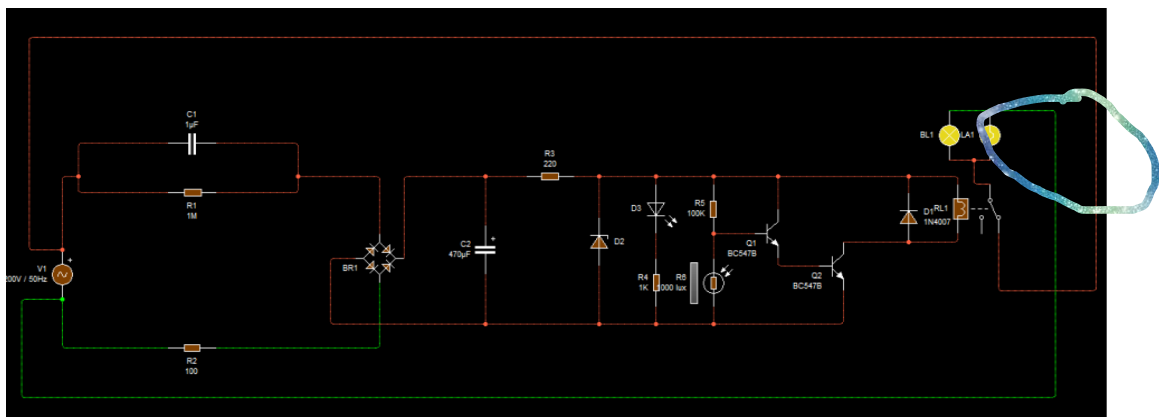 C1
1µF
R1
1M
V1
200V / 50Hz
R2
100
BR1
C2
470µF
R3
220
D2
D3
R4
1K
R5
100K
R6
1000 lux
Q1
BC547B
Q2
BC547B
D1
1N4007
RL1
BL1
LA1